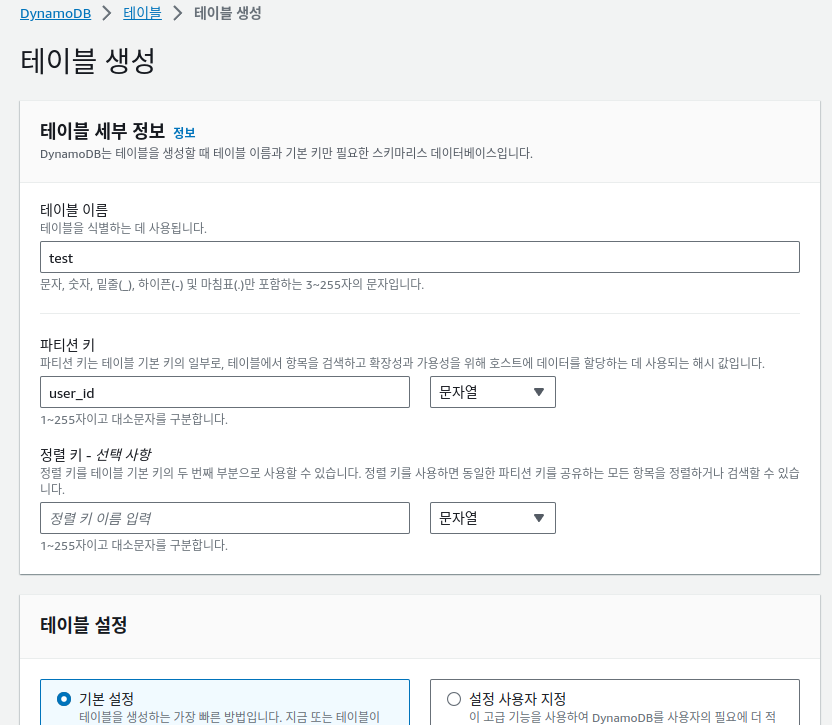 DynamoDB > 테이블 > 테이블 생성
테이블 생성
테이블 세부 정보 정보
DynamoDB는 테이블을 생성할 때 테이블 이름과 기본 키만 필요한 스키마리스 데이터베이스입니다.
테이블 이름
테이블을 식별하는 데 사용됩니다.
test
문자, 숫자, 밑줄(_), 하이픈(-) 및 마침표(.)만 포함하는 3~255자의 문자입니다.
파티션 키
파티션 키는 테이블 기본 키의 일부로, 테이블에서 항목을 검색하고 확장성과 가용성을 위해 호스트에 데이터를 할당하는 데 사용되는 해시 값입니다.
user_id 문자열
1~255자이고 대소문자를 구분합니다.
정렬 키 - 선택 사항
정렬 키를 테이블 기본 키의 두 번째 부분으로 사용할 수 있습니다. 정렬 키를 사용하면 동일한 파티션 키를 공유하는 모든 항목을 정렬하거나 검색할 수 있습
니다.
정렬 키 이름 입력 문자열
1~255자이고 대소문자를 구분합니다.
테이블 설정
기본 설정 설정 사용자 지정
테이블을 생성하는 가장 빠른 방법입니다. 지금 또는 테이블이 이 고급 기능을 사용하여 DynamoDB를 사용자의 필요에 더 적